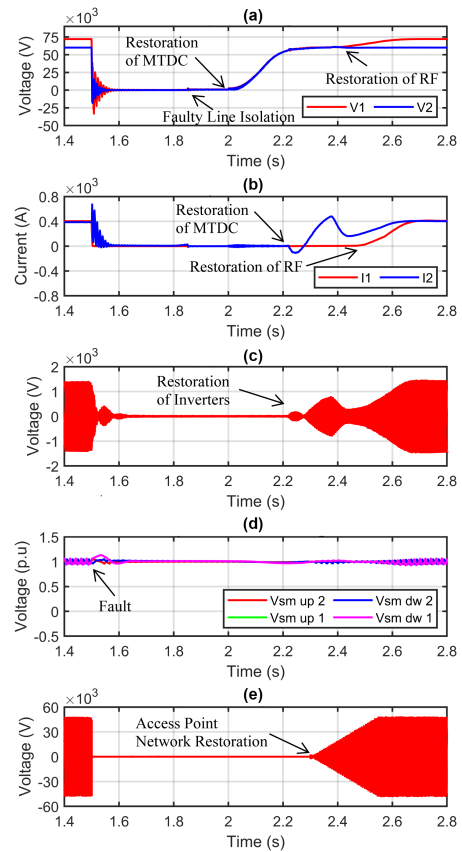 (a)
×10³
Voltage (V)
75
50
25
0
-25
-50
Restoration
of MTDC
Restoration of RF
Faulty Line Isolation
V1 V2
1.4 1.6 1.8 2 2.2 2.4 2.6 2.8
Time (s)
(b)
×10³
Current (A)
0.8
0.4
0
-0.4
-0.8
Restoration
of MTDC
Restoration of RF
I1 I2
1.4 1.6 1.8 2 2.2 2.4 2.6 2.8
Time (s)
(c)
×10³
Voltage (V)
2
1
0
-1
-2
Restoration
of Inverters
1.4 1.6 1.8 2 2.2 2.4 2.6 2.8
Time (s)
(d)
Voltage (p.u)
1.5
1
0.5
0
-0.5
Fault
Vsm up 2 Vsm dw 2
Vsm up 1 Vsm dw 1
1.4 1.6 1.8 2 2.2 2.4 2.6 2.8
Time (s)
(e)
×10³
Voltage (V)
60
30
0
-30
-60
Access Point
Network Restoration
1.4 1.6 1.8 2 2.2 2.4 2.6 2.8
Time (s)